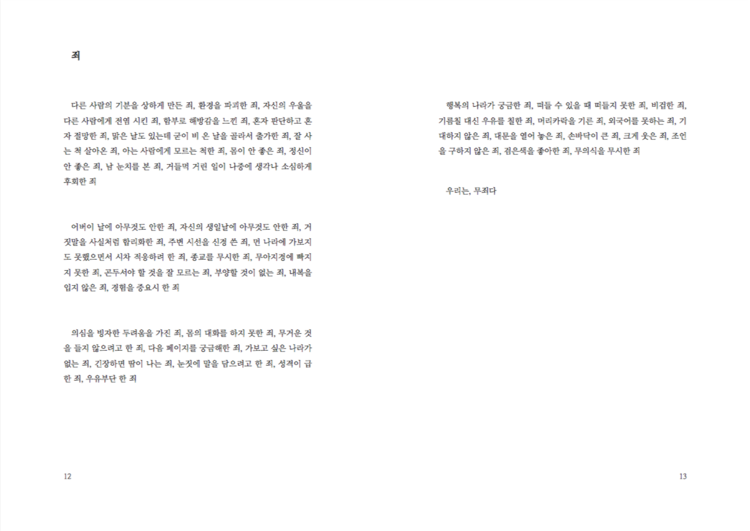 죄
다른 사람의 기분을 상하게 만든 죄, 환경을 파괴한 죄, 자신의 우울을
다른 사람에게 전염 시킨 죄, 함부로 해방감을 느낀 죄, 혼자 판단하고 혼
자 절망한 죄, 맑은 날도 있는데 굳이 비 온 날을 골라서 출가한 죄, 잘 사
는 척 살아온 죄, 아는 사람에게 모르는 척한 죄, 몸이 안 좋은 죄, 정신이
안 좋은 죄, 남 눈치를 본 죄, 거들먹 거린 일이 나중에 생각나 소심하게
후회한 죄
어버이 날에 아무것도 안한 죄, 자신의 생일날에 아무것도 안한 죄, 거
짓말을 사실처럼 합리화한 죄, 주변 시선을 신경 쓴 죄, 먼 나라에 가보지
도 못했으면서 시차 적응하려 한 죄, 종교를 무시한 죄, 무아지경에 빠지
지 못한 죄, 곤두서야 할 것을 잘 모르는 죄, 부양할 것이 없는 죄, 내복을
입지 않은 죄, 경험을 중요시 한 죄
의심을 빙자한 두려움을 가진 죄, 몸의 대화를 하지 못한 죄, 무거운 것
을 들지 않으려고 한 죄, 다음 페이지를 궁금해한 죄, 가보고 싶은 나라가
없는 죄, 긴장하면 땀이 나는 죄, 눈짓에 말을 담으려고 한 죄, 성격이 급
한 죄, 우유부단 한 죄
12
행복의 나라가 궁금한 죄, 떠들 수 있을 때 떠들지 못한 죄, 비겁한 죄,
기름칠 대신 우유를 칠한 죄, 머리카락을 기른 죄, 외국어를 못하는 죄, 기
대하지 않은 죄, 대문을 열어 놓은 죄, 손바닥이 큰 죄, 크게 웃은 죄, 조언
을 구하지 않은 죄, 검은색을 좋아한 죄, 무의식을 무시한 죄
우리는, 무죄다
13